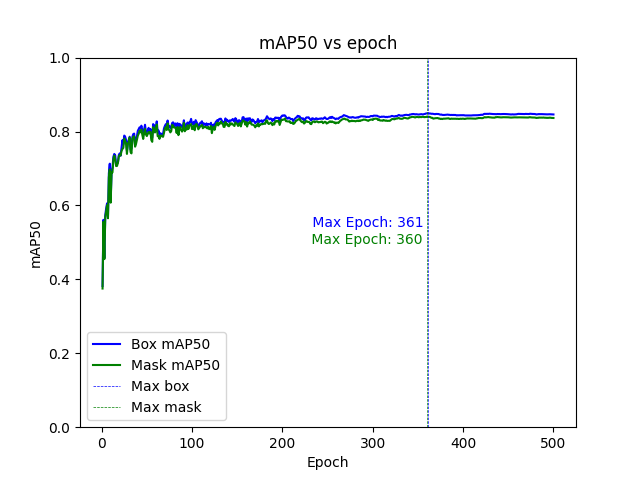 mAP50 vs epoch
1.0
0.8
0.6
0.4
0.2
0.0
mAP50
Max Epoch: 361
Max Epoch: 360
Box mAP50
Mask mAP50
Max box
Max mask
0 100 200 300 400 500
Epoch